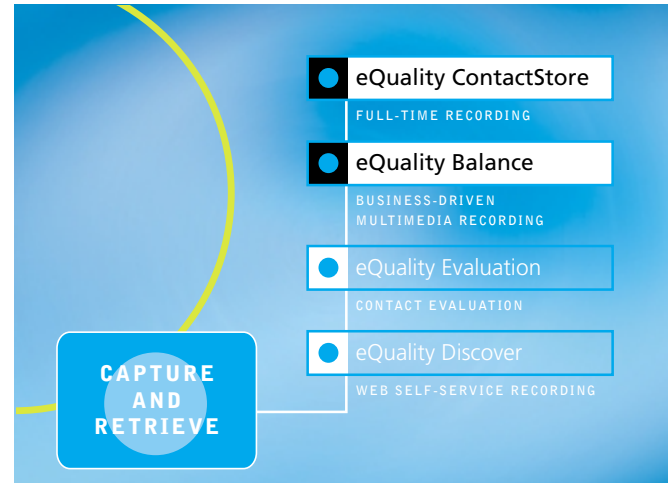 eQuality ContactStore
FULL-TIME RECORDING
eQuality Balance
BUSINESS-DRIVEN
MULTIMEDIA RECORDING
eQuality Evaluation
CONTACT EVALUATION
eQuality Discover
WEB SELF-SERVICE RECORDING
CAPTURE
AND
RETRIEVE